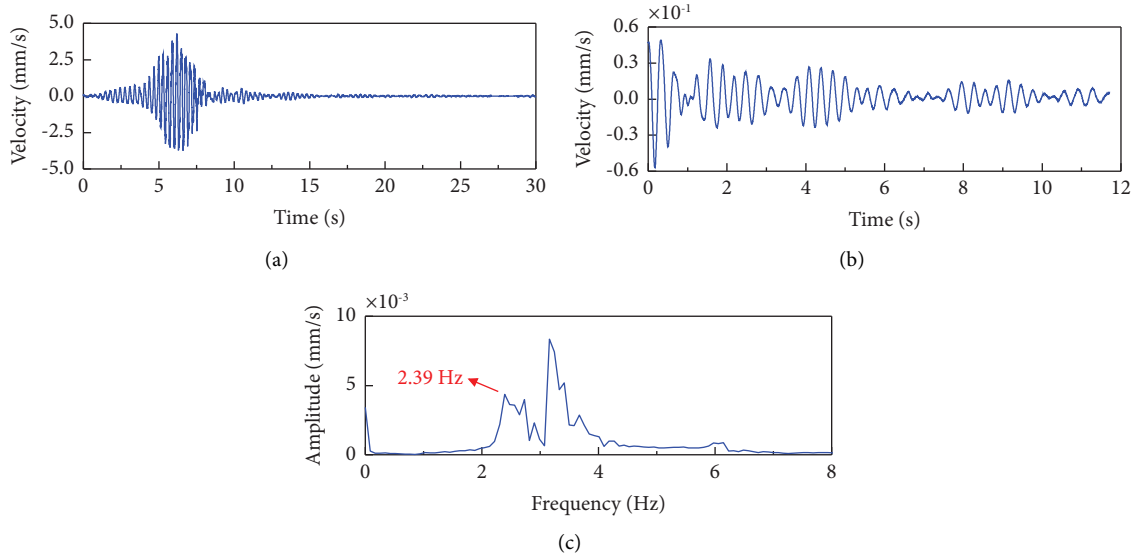 5.0
2.5
0.0
-2.5
-5.0
Velocity (mm/s)
0 5 10 15 20 25 30
Time (s)
(a)
×10⁻¹
0.6
0.3
0.0
-0.3
-0.6
Velocity (mm/s)
0 2 4 6 8 10 12
Time (s)
(b)
×10⁻³
10
5
0
Amplitude (mm/s)
2.39 Hz
0 2 4 6 8
Frequency (Hz)
(c)